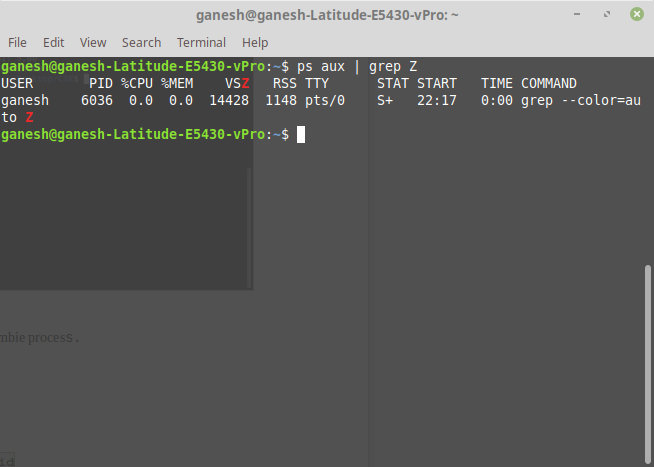 ganesh@ganesh-Latitude-E5430-vPro: ~
File Edit View Search Terminal Help
ganesh@ganesh-Latitude-E5430-vPro:~$ ps aux | grep Z
USER PID %CPU %MEM VSZ RSS TTY STAT START TIME COMMAND
ganesh 6036 0.0 0.0 14428 1148 pts/0 S+ 22:17 0:00 grep --color=au
to Z
ganesh@ganesh-Latitude-E5430-vPro:~$
mbie process.